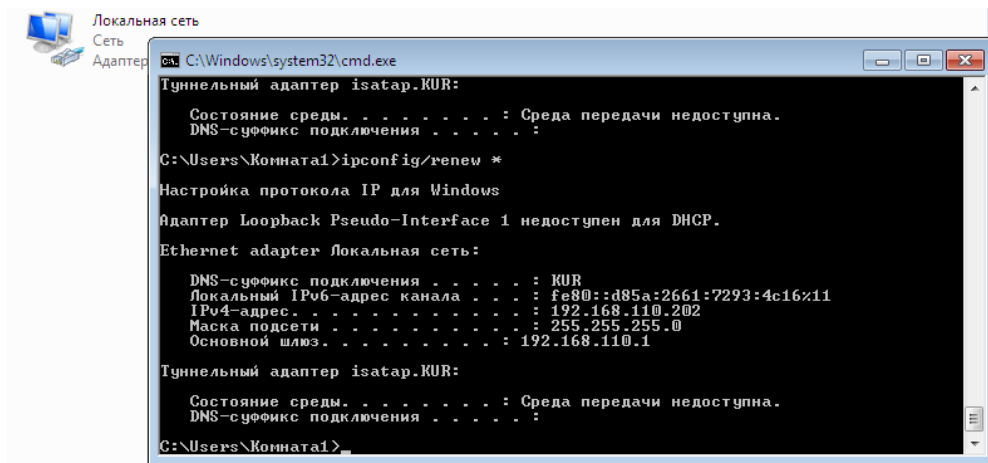 Локальная сеть
Сеть
Адаптер
C:\Windows\system32\cmd.exe
Туннельный адаптер isatap.KUR:
Состояние среды. . . . . . . . : Среда передачи недоступна.
DNS-суффикс подключения . . . . . :
C:\Users\Комната1>ipconfig/renew *
Настройка протокола IP для Windows
Адаптер Loopback Pseudo-Interface 1 недоступен для DHCP.
Ethernet adapter Локальная сеть:
DNS-суффикс подключения . . . . . : KUR
Локальный IPv6-адрес канала . . . : fe80::d85a:2661:7293:4c16%11
IPv4-адрес. . . . . . . . . . . . : 192.168.110.202
Маска подсети . . . . . . . . . . : 255.255.255.0
Основной шлюз. . . . . . . . . : 192.168.110.1
Туннельный адаптер isatap.KUR:
Состояние среды. . . . . . . . : Среда передачи недоступна.
DNS-суффикс подключения . . . . . :
C:\Users\Комната1>_